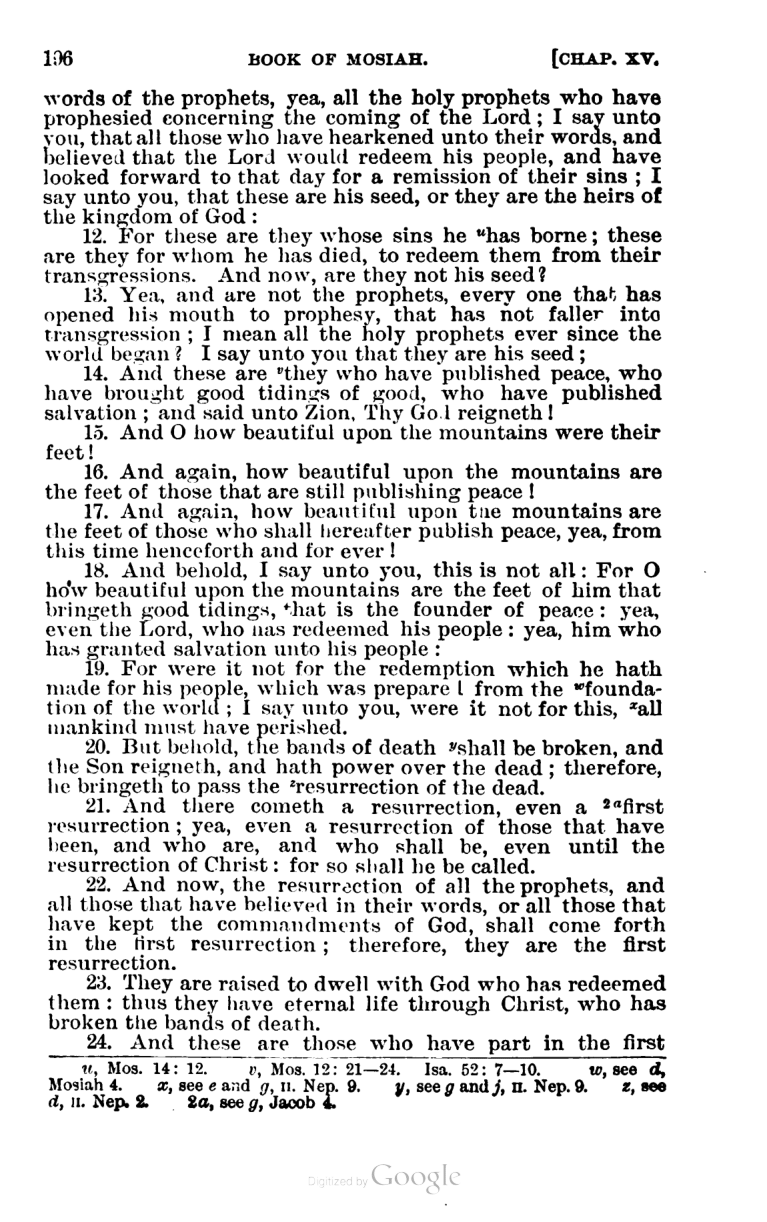 196 BOOK OF MOSIAH. [CHAP. XV.
words of the prophets, yea, all the holy prophets who have
prophesied concerning the coming of the Lord ; I say unto
you, that all those who have hearkened unto their words, and
believed that the Lord would redeem his people, and have
looked forward to that day for a remission of their sins ; I
say unto you, that these are his seed, or they are the heirs of
the kingdom of God :
12. For these are they whose sins he ᵘhas borne ; these
are they for whom he has died, to redeem them from their
transgressions. And now, are they not his seed ?
13. Yea, and are not the prophets, every one that has
opened his mouth to prophesy, that has not fallen into
transgression ; I mean all the holy prophets ever since the
world began ? I say unto you that they are his seed ;
14. And these are ᵛthey who have published peace, who
have brought good tidings of good, who have published
salvation ; and said unto Zion, Thy God reigneth !
15. And O how beautiful upon the mountains were their
feet !
16. And again, how beautiful upon the mountains are
the feet of those that are still publishing peace !
17. And again, how beautiful upon the mountains are
the feet of those who shall hereafter publish peace, yea, from
this time henceforth and for ever !
18. And behold, I say unto you, this is not all : For O
how beautiful upon the mountains are the feet of him that
bringeth good tidings, that is the founder of peace : yea,
even the Lord, who has redeemed his people : yea, him who
has granted salvation unto his people :
19. For were it not for the redemption which he hath
made for his people, which was prepared from the ʷfounda-
tion of the world ; I say unto you, were it not for this, ˣall
mankind must have perished.
20. But behold, the bands of death ʸshall be broken, and
the Son reigneth, and hath power over the dead ; therefore,
he bringeth to pass the ᶻresurrection of the dead.
21. And there cometh a resurrection, even a ²ᵃfirst
resurrection ; yea, even a resurrection of those that have
been, and who are, and who shall be, even until the
resurrection of Christ : for so shall he be called.
22. And now, the resurrection of all the prophets, and
all those that have believed in their words, or all those that
have kept the commandments of God, shall come forth
in the first resurrection ; therefore, they are the first
resurrection.
23. They are raised to dwell with God who has redeemed
them : thus they have eternal life through Christ, who has
broken the bands of death.
24. And these are those who have part in the first
u, Mos. 14 : 12. v, Mos. 12 : 21—24. Isa. 52 : 7—10. w, see d,
Mosiah 4. x, see e and g, II. Nep. 9. y, see g and j, II. Nep. 9. z, see
d, II. Nep. 2. 2a, see g, Jacob 4.
Digitized by Google